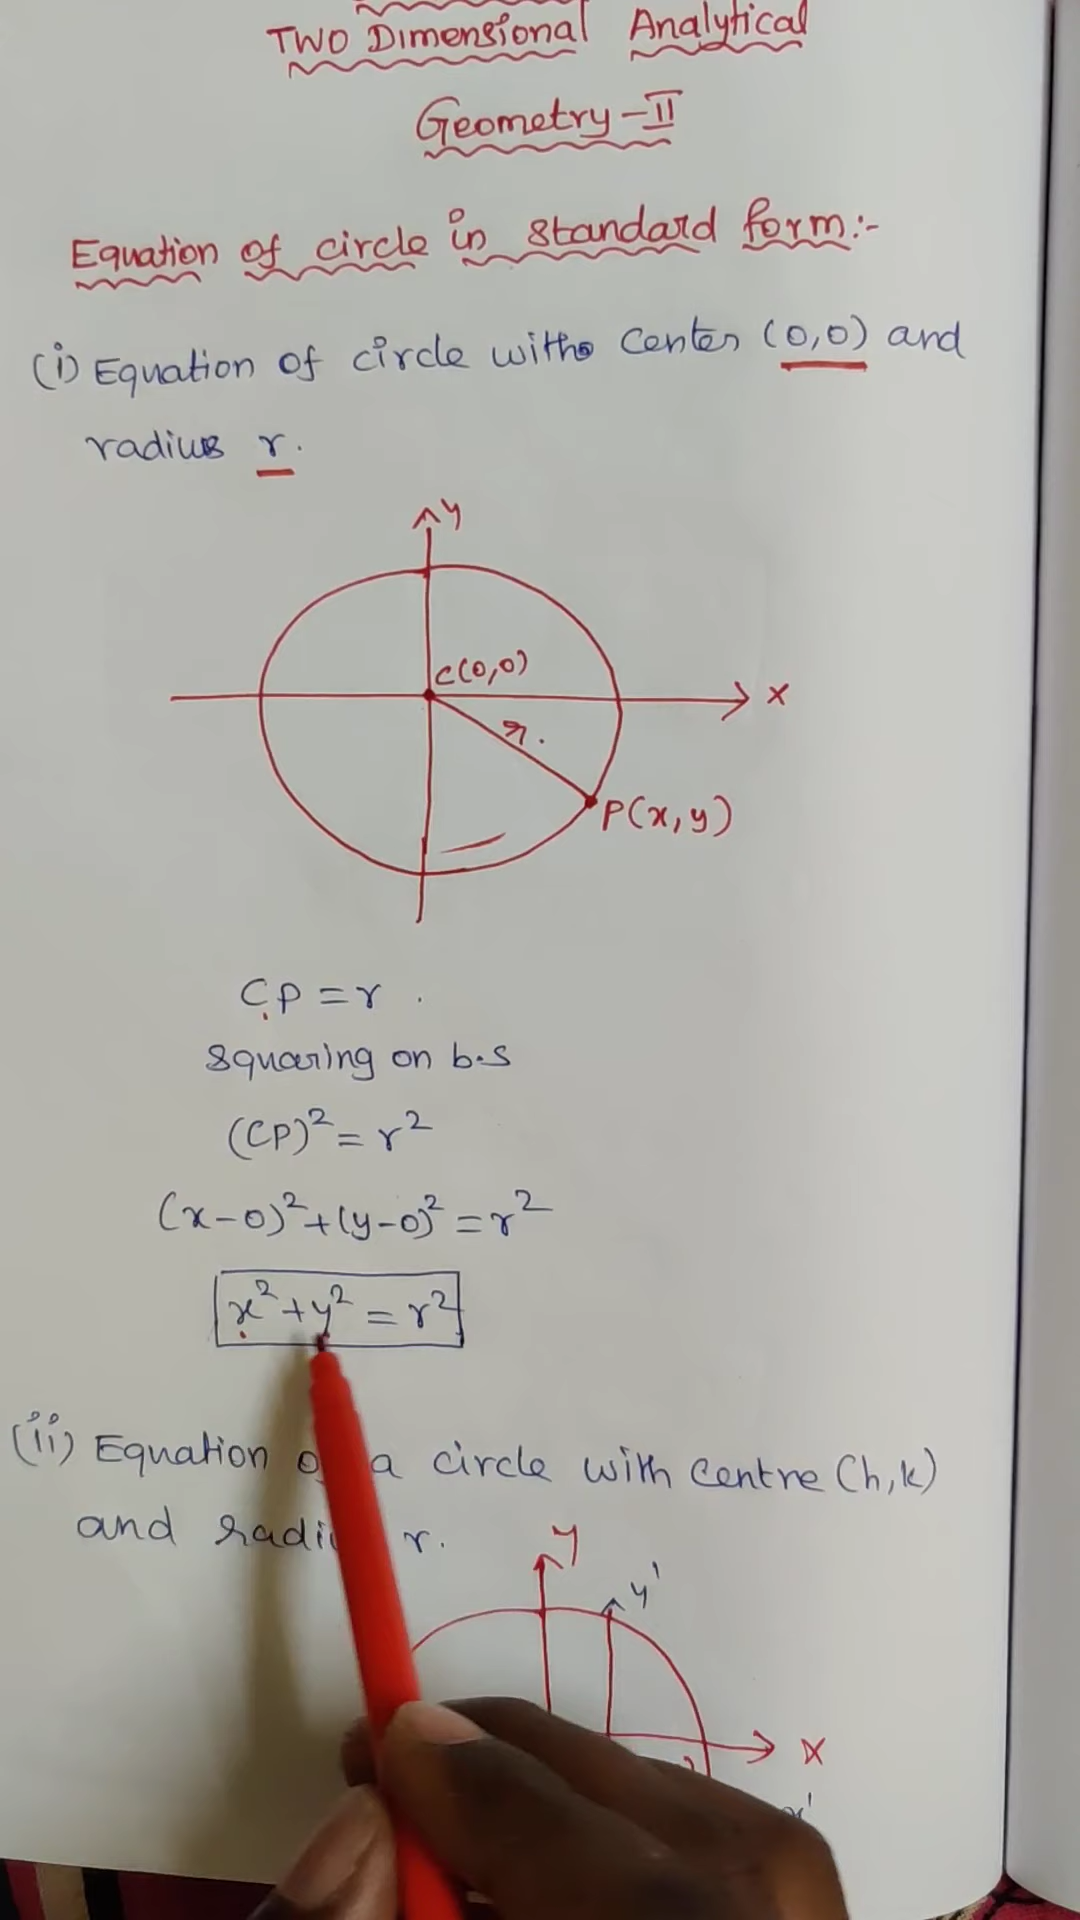 TWO Dimensional Analytical
Geometry-II
Equation of circle in standard form:-
(i) Equation of circle with center (0,0) and
radius r.
y
C(0,0)
x
r.
P(x,y)
CP = r .
squaring on b.s
(CP)² = r²
(x-0)²+(y-0)² = r²
x²+y² = r²
(ii) Equation a circle with centre (h,k)
and r.
y
y'
x
x'